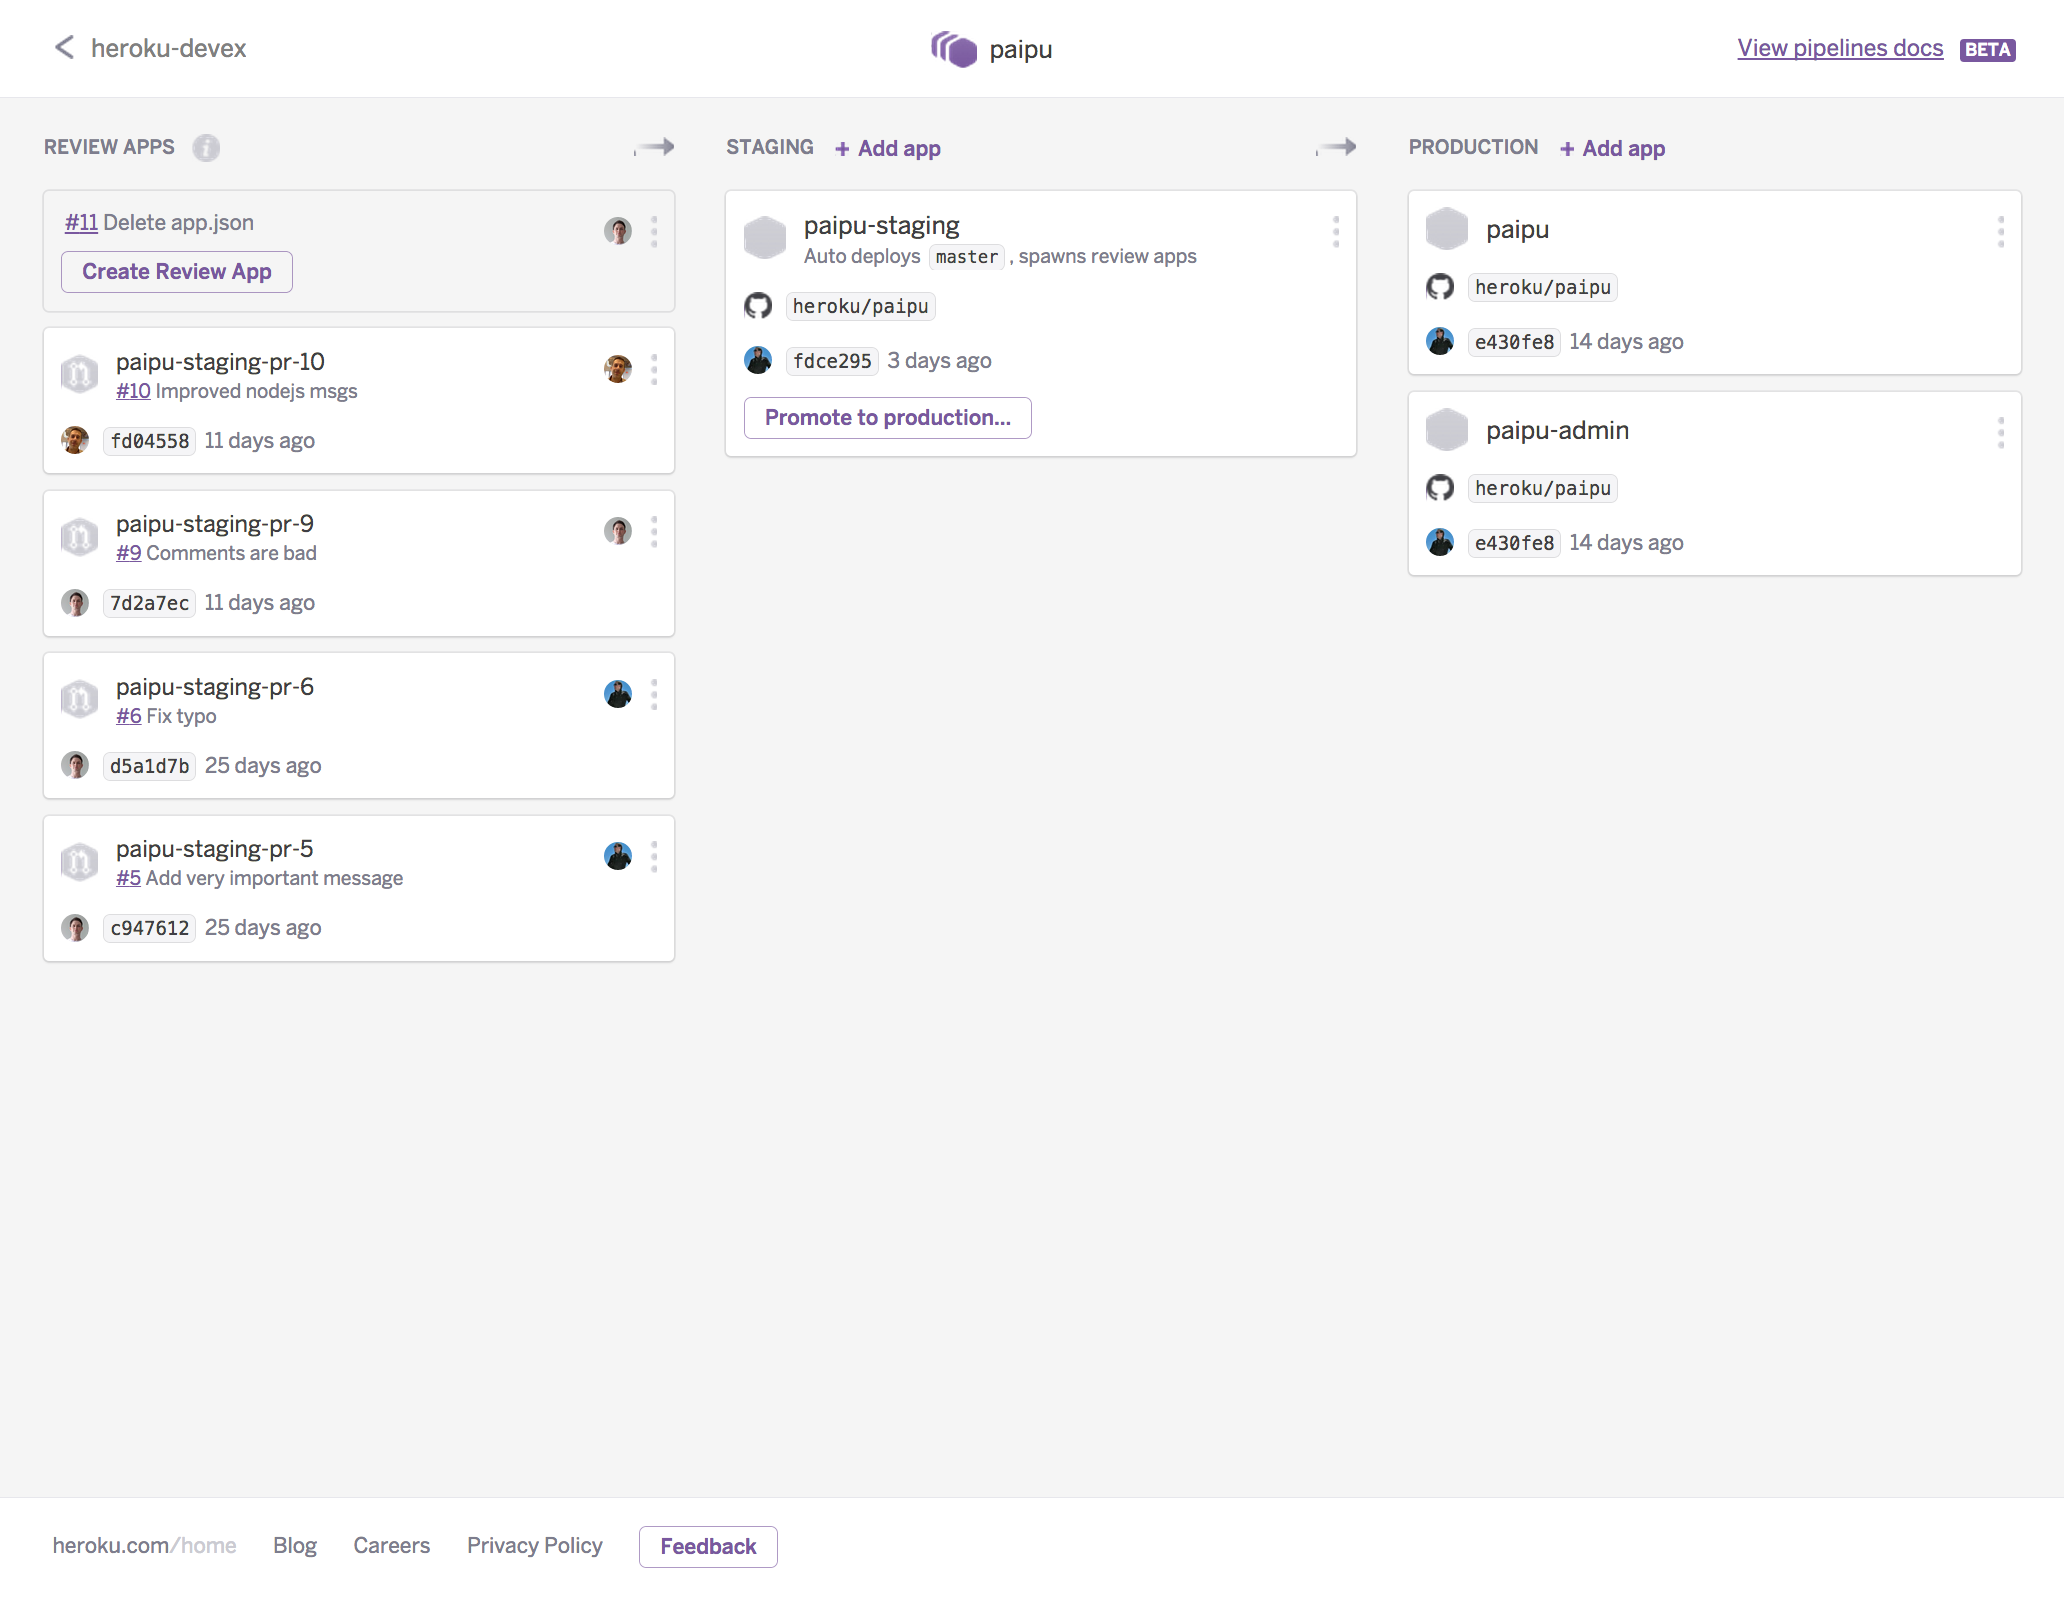 heroku-devex
paipu
View pipelines docs BETA
REVIEW APPS
#11 Delete app.json
Create Review App
paipu-staging-pr-10
#10 Improved nodejs msgs
fd04558 11 days ago
paipu-staging-pr-9
#9 Comments are bad
7d2a7ec 11 days ago
paipu-staging-pr-6
#6 Fix typo
d5a1d7b 25 days ago
paipu-staging-pr-5
#5 Add very important message
c947612 25 days ago
STAGING + Add app
paipu-staging
Auto deploys master , spawns review apps
heroku/paipu
fdce295 3 days ago
Promote to production...
PRODUCTION + Add app
paipu
heroku/paipu
e430fe8 14 days ago
paipu-admin
heroku/paipu
e430fe8 14 days ago
heroku.com/home Blog Careers Privacy Policy Feedback